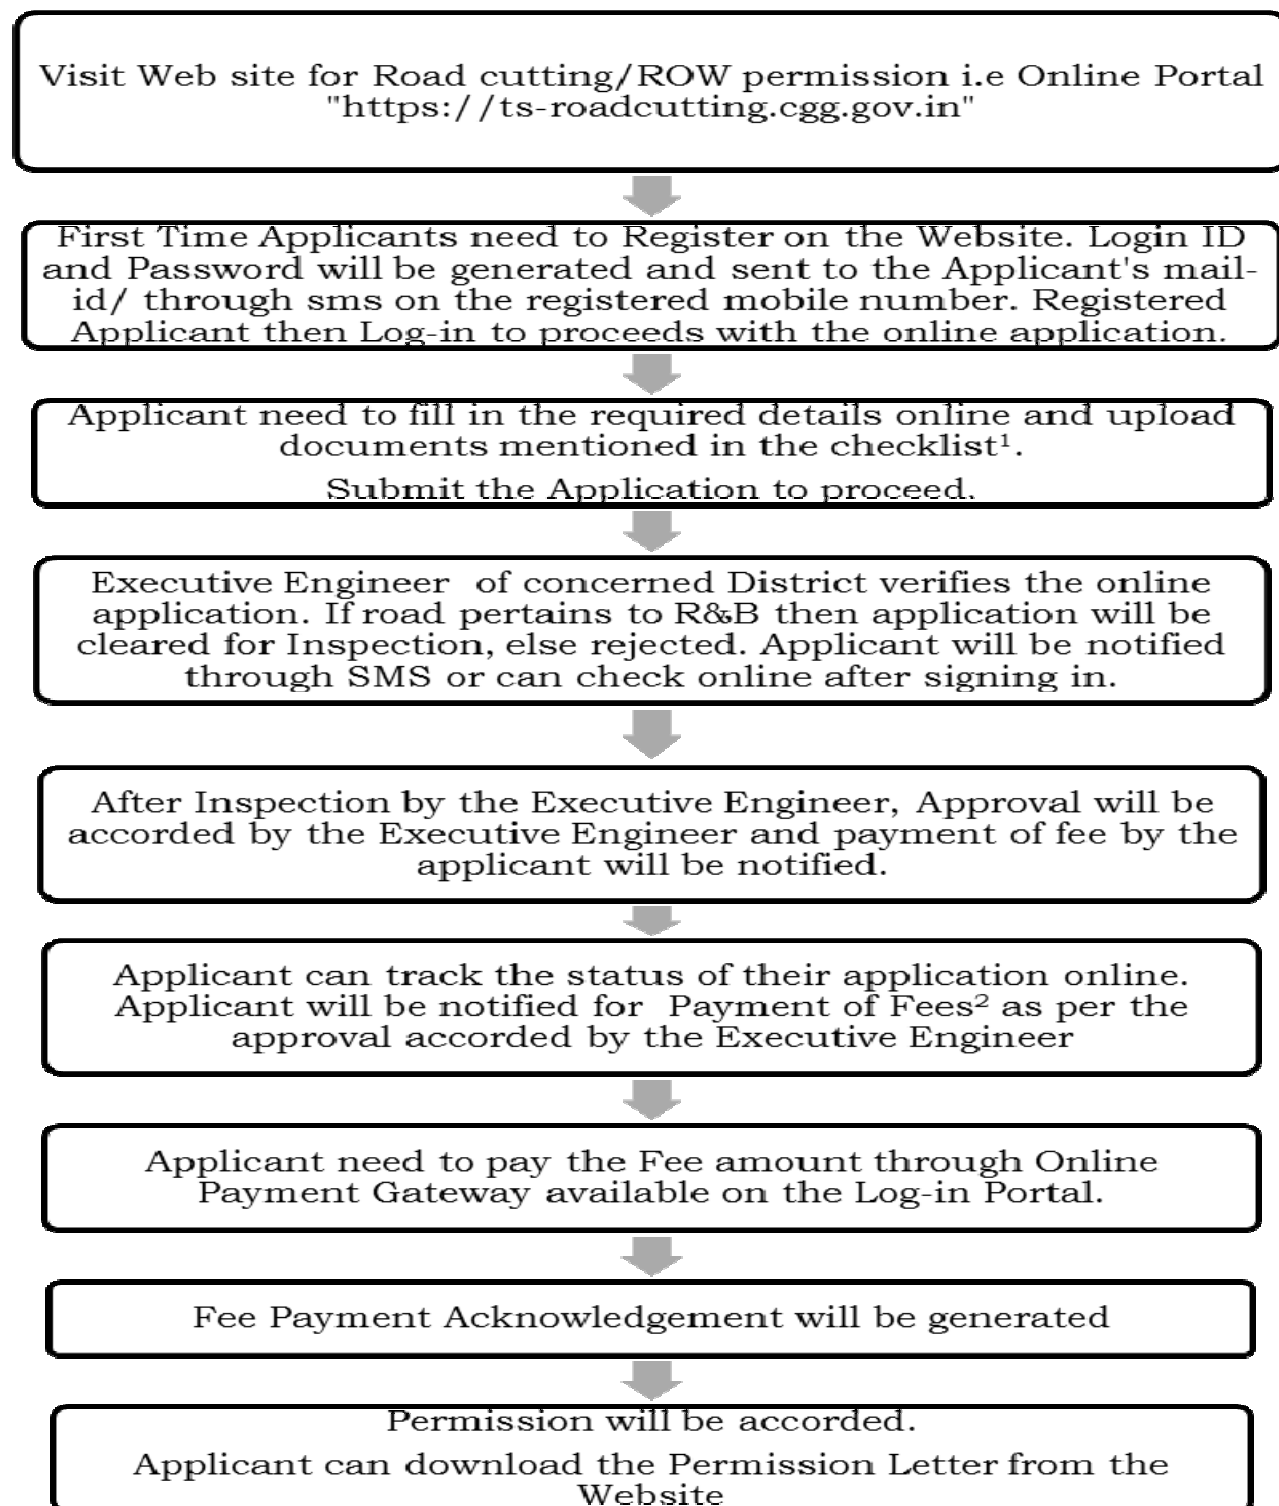 Visit Web site for Road cutting/ROW permission i.e Online Portal
"https://ts-roadcutting.cgg.gov.in"
First Time Applicants need to Register on the Website. Login ID
and Password will be generated and sent to the Applicant's mail-
id/ through sms on the registered mobile number. Registered
Applicant then Log-in to proceeds with the online application.
Applicant need to fill in the required details online and upload
documents mentioned in the checklist¹.
Submit the Application to proceed.
Executive Engineer of concerned District verifies the online
application. If road pertains to R&B then application will be
cleared for Inspection, else rejected. Applicant will be notified
through SMS or can check online after signing in.
After Inspection by the Executive Engineer, Approval will be
accorded by the Executive Engineer and payment of fee by the
applicant will be notified.
Applicant can track the status of their application online.
Applicant will be notified for Payment of Fees² as per the
approval accorded by the Executive Engineer
Applicant need to pay the Fee amount through Online
Payment Gateway available on the Log-in Portal.
Fee Payment Acknowledgement will be generated
Permission will be accorded.
Applicant can download the Permission Letter from the
Website